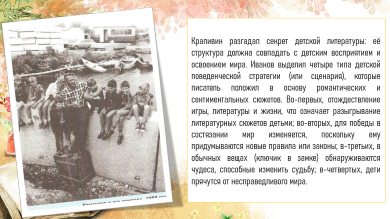 Крапивин разгадал секрет детской литературы: её
структура должна совпадать с детским восприятием и
освоением мира. Иванов выделил четыре типа детской
поведенческой стратегии (или сценария), которые
писатель положил в основу романтических и
сентиментальных сюжетов. Во-первых, отождествление
игры, литературы и жизни, что означает разыгрывание
литературных сюжетов детьми; во-вторых, для победы в
состязании мир изменяется, поскольку ему
придумываются новые правила или законы; в-третьих, в
обычных вещах (ключик в замке) обнаруживаются
чудеса, способные изменить судьбу; в-четвертых, дети
прячутся от несправедливого мира.